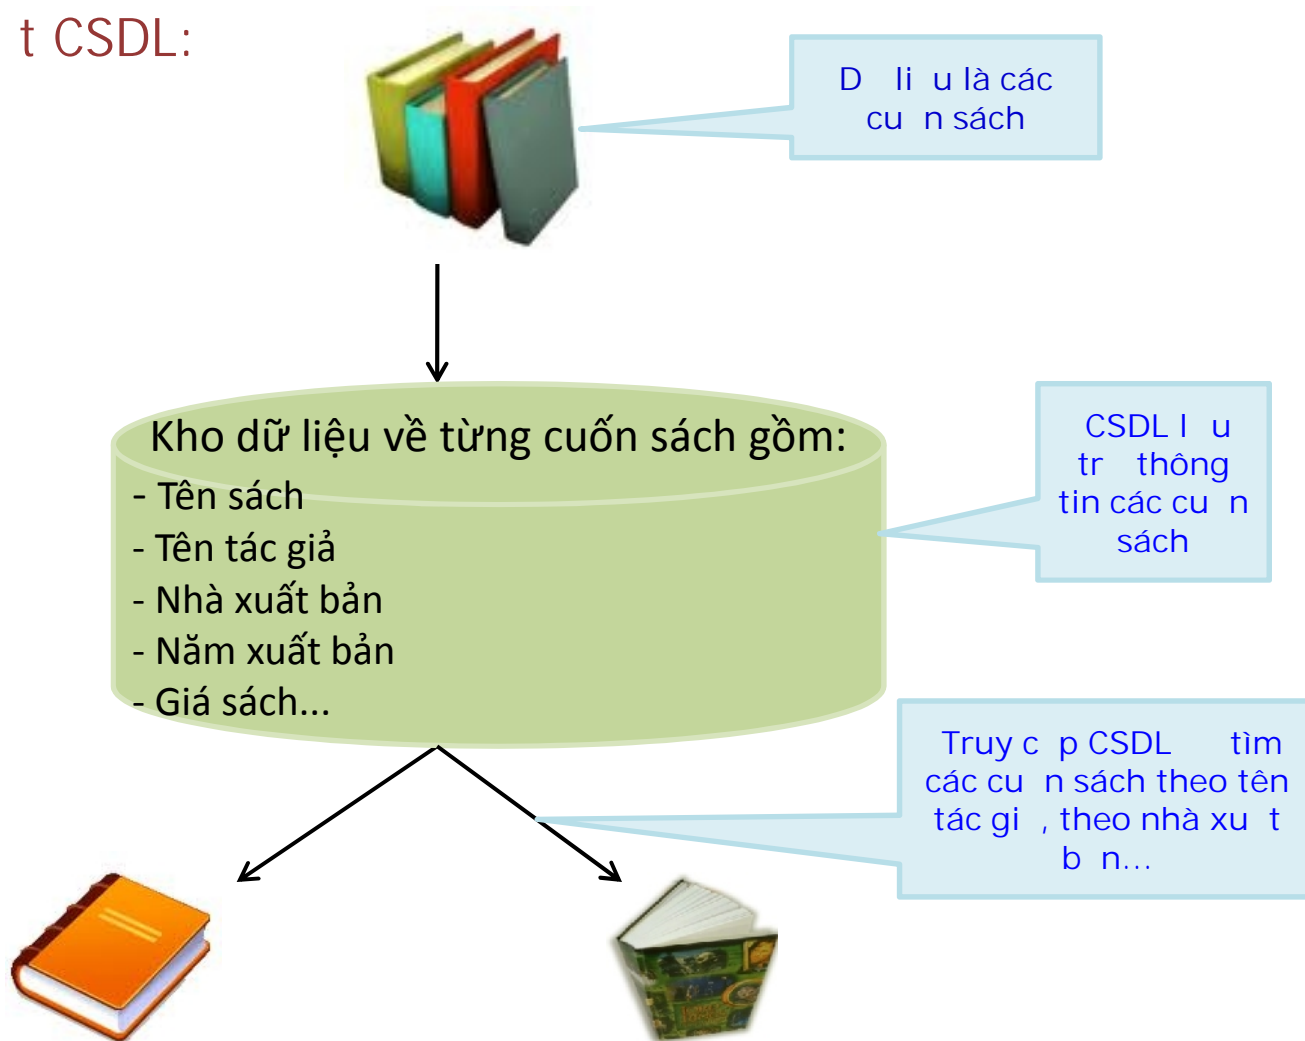 t CSDL:
D li u là các
cu n sách
Kho dữ liệu về từng cuốn sách gồm:
- Tên sách
- Tên tác giả
- Nhà xuất bản
- Năm xuất bản
- Giá sách...
CSDL l u
tr thông
tin các cu n
sách
Truy c p CSDL tìm
các cu n sách theo tên
tác gi , theo nhà xu t
b n...